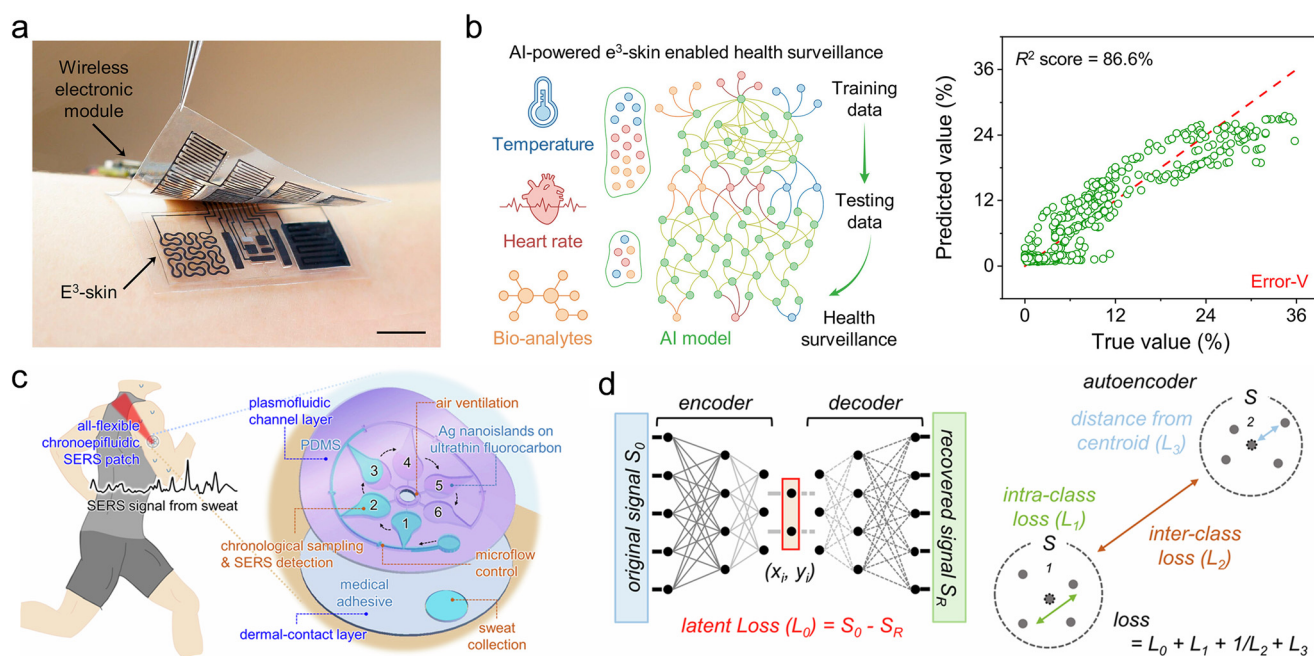 a
Wireless
electronic
module
E³-skin
b
AI-powered e³-skin enabled health surveillance
Temperature
Heart rate
Bio-analytes
AI model
Training
data
Testing
data
Health
surveillance
R² score = 86.6%
Predicted value (%)
36
24
12
0
0
12
24
36
Error-V
True value (%)
c
all-flexible
chronoepifluidic
SERS patch
SERS signal from sweat
plasmofluidic
channel layer
PDMS
air ventilation
Ag nanoislands on
ultrathin fluorocarbon
1
2
3
4
5
6
chronological sampling
& SERS detection
microflow
control
medical
adhesive
dermal-contact layer
sweat
collection
d
encoder
decoder
original signal S₀
recovered signal S_R
(xᵢ, yᵢ)
latent Loss (L₀) = S₀ - S_R
autoencoder
distance from
centroid (L₃)
S
2
intra-class
loss (L₁)
inter-class
loss (L₂)
S
1
loss
= L₀ + L₁ + 1/L₂ + L₃